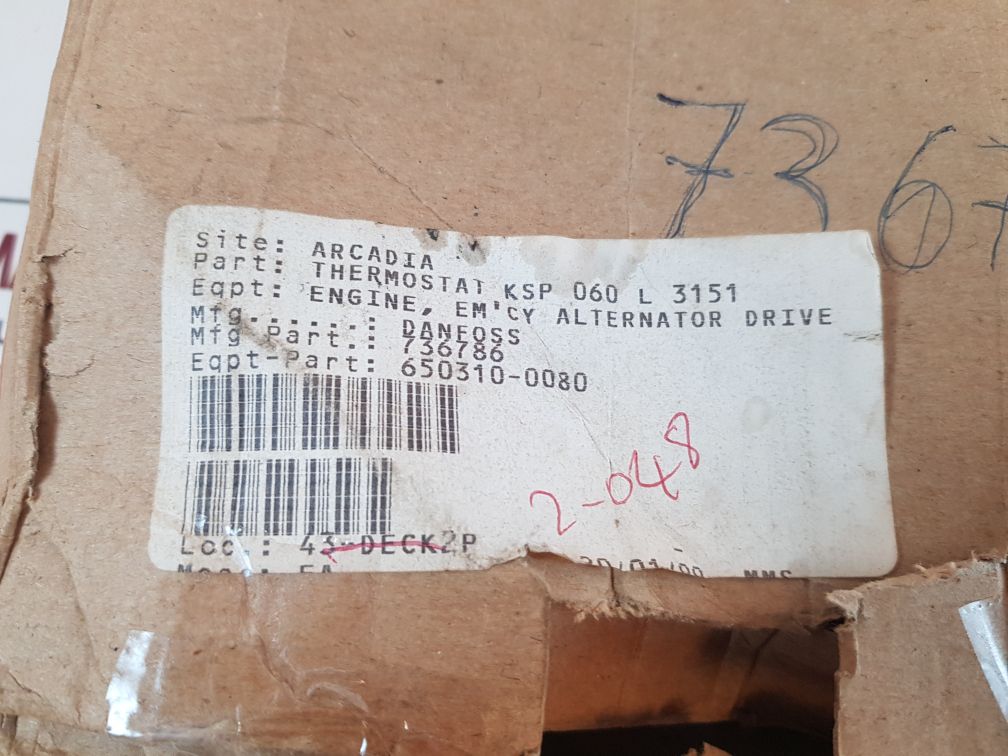 7367
Site: ARCADIA
Part: THERMOSTAT KSP 060 L 3151
Eqpt: ENGINE, EM'CY ALTERNATOR DRIVE
Mfg......: DANFOSS
Mfg Part.: 736786
Eqpt-Part: 650310-0080
2-048
Loc.: 43-DECK2P